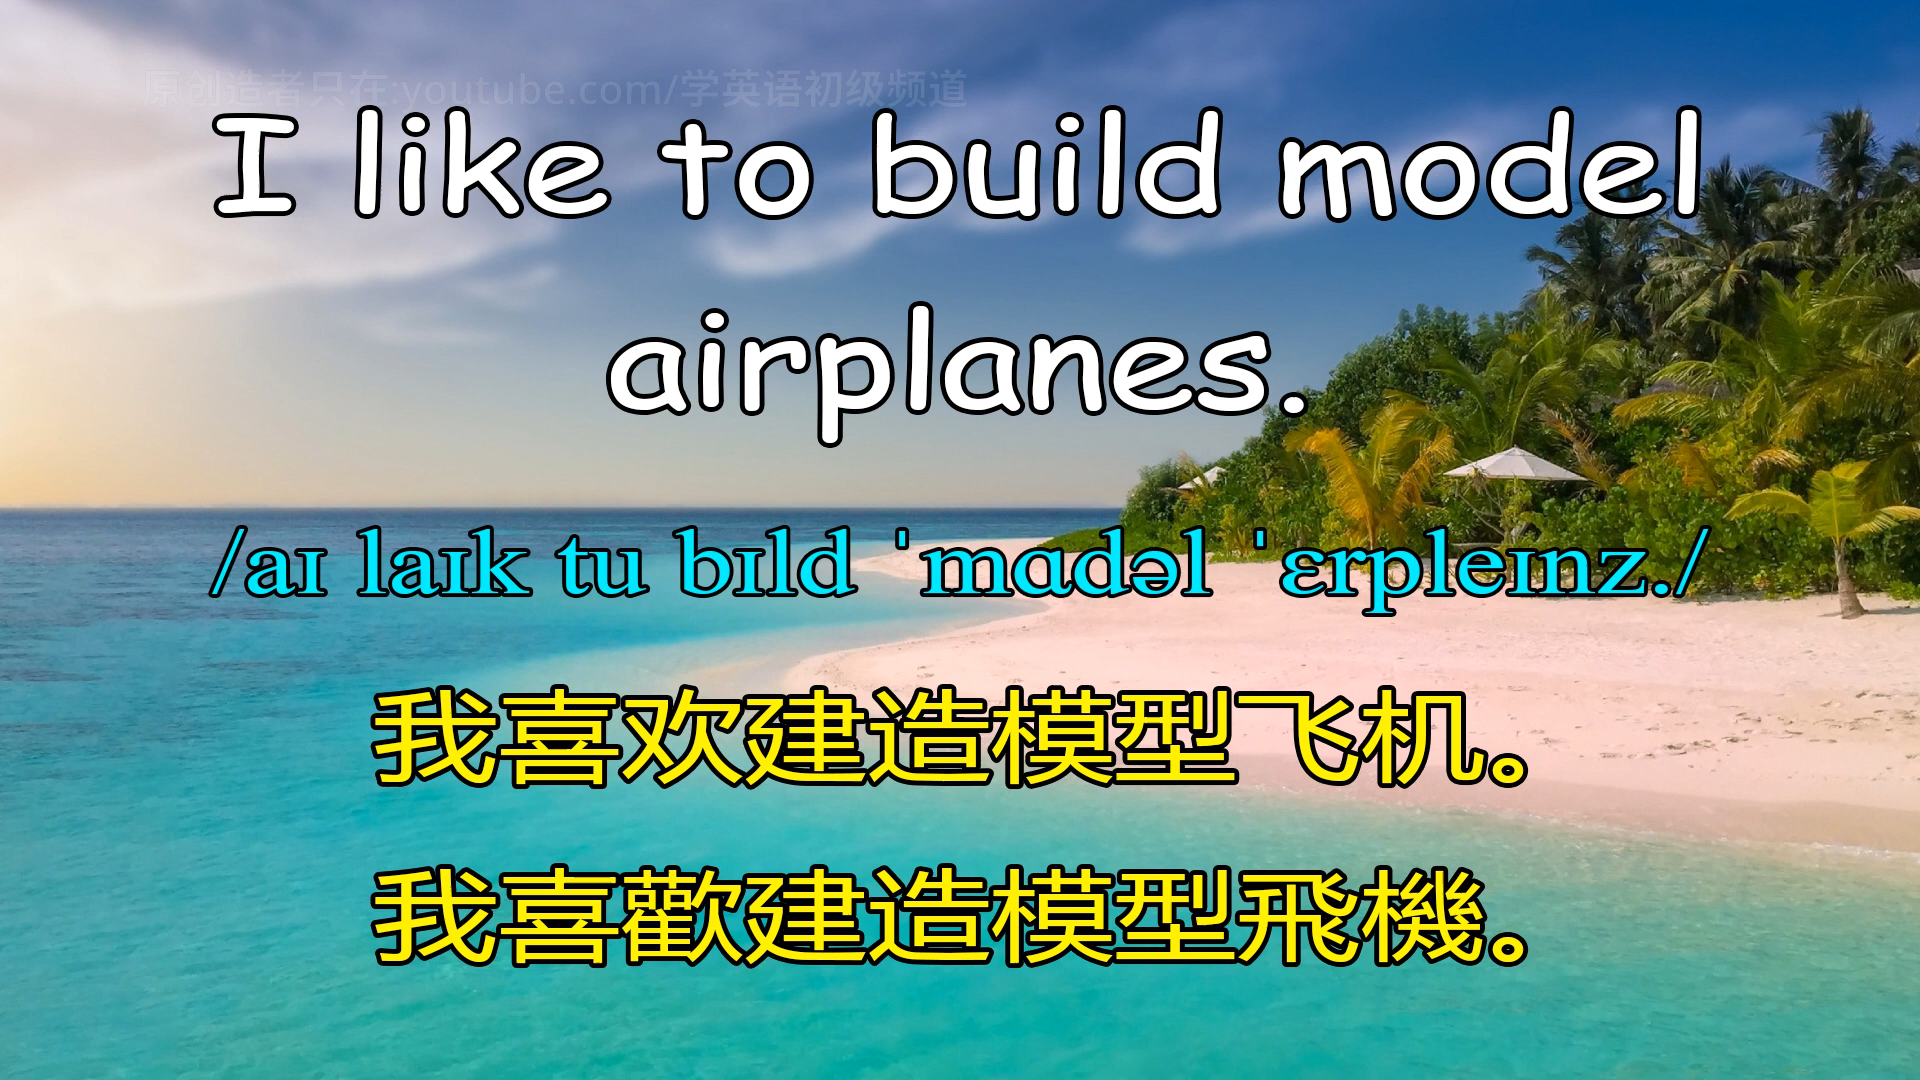 原创造者只在:youtube.com/学英语初级频道
I like to build model
airplanes.
/aɪ laɪk tu bɪld ˈmɑdəl ˈɛrpleɪnz./
我喜欢建造模型飞机。
我喜歡建造模型飛機。